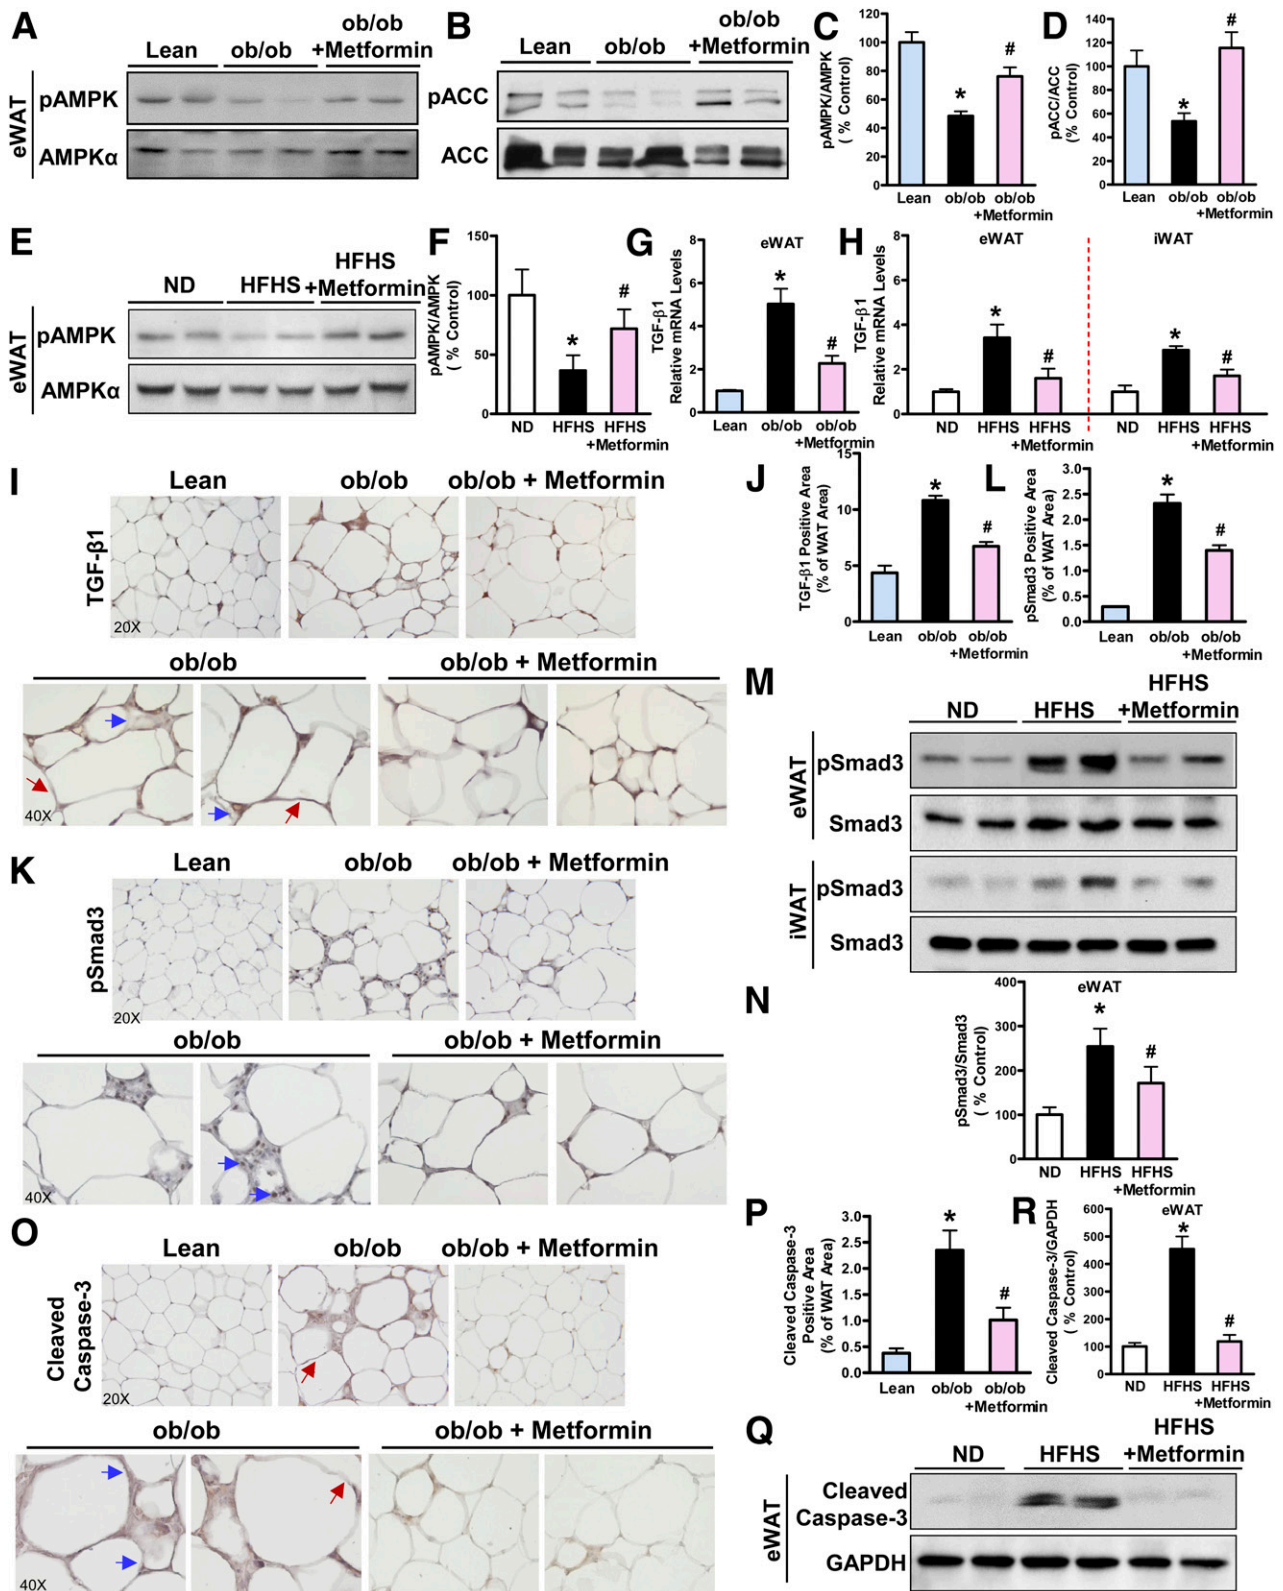 A
Lean ob/ob ob/ob
+Metformin
eWAT
pAMPK
AMPKα
B
Lean ob/ob ob/ob
+Metformin
pACC
ACC
C
pAMPK/AMPK
( % Control)
120
100
80
60
40
20
0
*
#
Lean ob/ob ob/ob
+Metformin
D
pACC/ACC
(% Control)
140
120
100
80
60
40
20
0
*
#
Lean ob/ob ob/ob
+Metformin
E
ND HFHS HFHS
+Metformin
eWAT
pAMPK
AMPKα
F
pAMPK/AMPK
( % Control)
150
100
50
0
*
#
ND HFHS HFHS
+Metformin
G
eWAT
TGF-β1
Relative mRNA Levels
8
6
4
2
0
*
#
Lean ob/ob ob/ob
+Metformin
H
eWAT iWAT
TGF-β1
Relative mRNA Levels
8
6
4
2
0
*
#
*
#
ND HFHS HFHS
+Metformin
ND HFHS HFHS
+Metformin
I
Lean ob/ob ob/ob + Metformin
TGF-β1
20X
ob/ob ob/ob + Metformin
40X
J
TGF-β1 Positive Area
(% of WAT Area)
15
10
5
0
*
#
Lean ob/ob ob/ob
+Metformin
L
pSmad3 Positive Area
(% of WAT Area)
3.0
2.5
2.0
1.5
1.0
0.5
0.0
*
#
Lean ob/ob ob/ob
+Metformin
K
Lean ob/ob ob/ob + Metformin
pSmad3
20X
ob/ob ob/ob + Metformin
40X
M
ND HFHS HFHS
+Metformin
eWAT
pSmad3
Smad3
iWAT
pSmad3
Smad3
N
eWAT
pSmad3/Smad3
( % Control)
400
300
200
100
0
*
#
ND HFHS HFHS
+Metformin
O
Lean ob/ob ob/ob + Metformin
Cleaved
Caspase-3
20X
ob/ob ob/ob + Metformin
40X
P
Cleaved Caspase-3
Positive Area
(% of WAT Area)
3.0
2.5
2.0
1.5
1.0
0.5
0.0
*
#
Lean ob/ob ob/ob
+Metformin
R
eWAT
Cleaved Caspase-3/GAPDH
( % Control)
600
500
400
300
200
100
0
*
#
ND HFHS HFHS
+Metformin
Q
ND HFHS HFHS
+Metformin
eWAT
Cleaved
Caspase-3
GAPDH